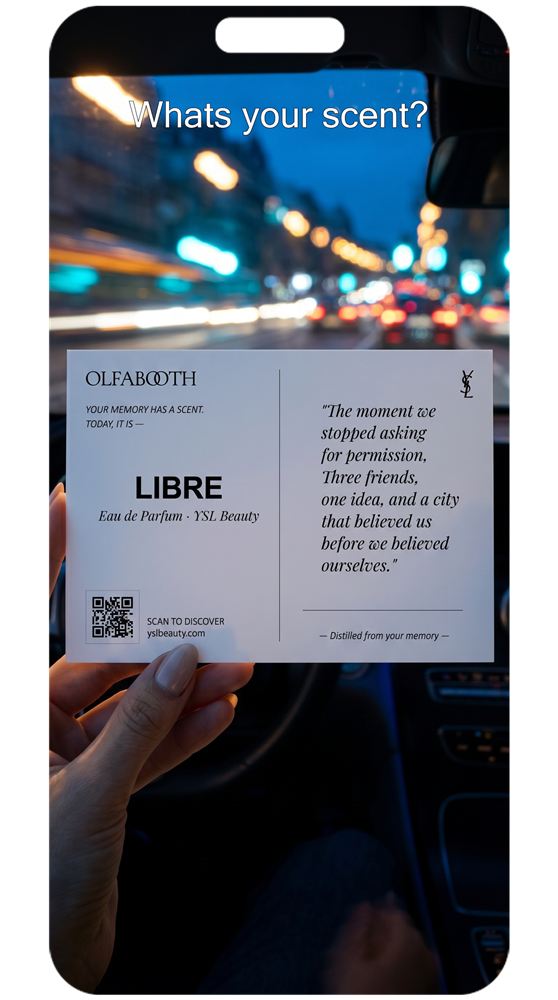 Whats your scent?
OLFABOOTH
YOUR MEMORY HAS A SCENT.
TODAY, IT IS —
LIBRE
Eau de Parfum · YSL Beauty
SCAN TO DISCOVER
yslbeauty.com
YSL
"The moment we
stopped asking
for permission,
Three friends,
one idea, and a city
that believed us
before we believed
ourselves."
— Distilled from your memory —